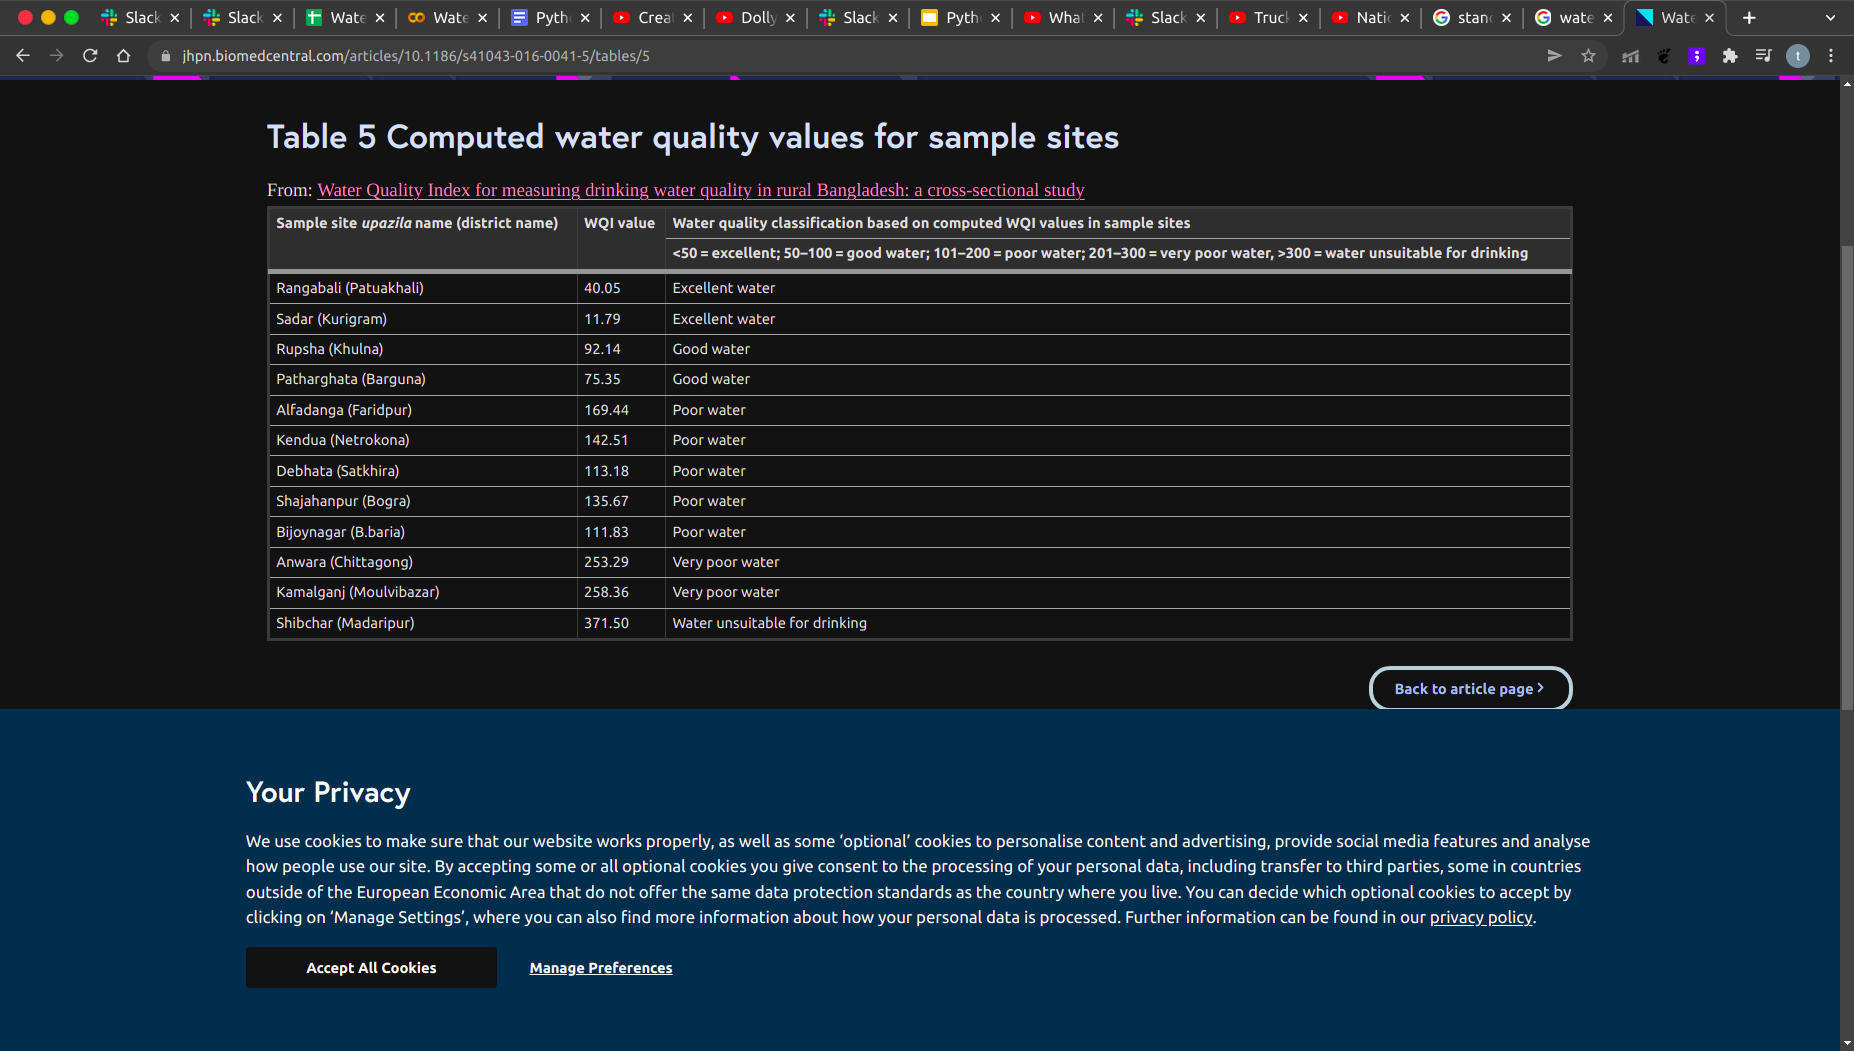 Slack Slack Wate Wate Pyth Crea Dolly Slack Pyth What Slack Truck Natio stan wate Wate
jhpn.biomedcentral.com/articles/10.1186/s41043-016-0041-5/tables/5
t
Table 5 Computed water quality values for sample sites
From: Water Quality Index for measuring drinking water quality in rural Bangladesh: a cross-sectional study
Sample site upazila name (district name) WQI value Water quality classification based on computed WQI values in sample sites
<50 = excellent; 50–100 = good water; 101–200 = poor water; 201–300 = very poor water, >300 = water unsuitable for drinking
Rangabali (Patuakhali) 40.05 Excellent water
Sadar (Kurigram) 11.79 Excellent water
Rupsha (Khulna) 92.14 Good water
Patharghata (Barguna) 75.35 Good water
Alfadanga (Faridpur) 169.44 Poor water
Kendua (Netrokona) 142.51 Poor water
Debhata (Satkhira) 113.18 Poor water
Shajahanpur (Bogra) 135.67 Poor water
Bijoynagar (B.baria) 111.83 Poor water
Anwara (Chittagong) 253.29 Very poor water
Kamalganj (Moulvibazar) 258.36 Very poor water
Shibchar (Madaripur) 371.50 Water unsuitable for drinking
Back to article page
Your Privacy
We use cookies to make sure that our website works properly, as well as some ‘optional’ cookies to personalise content and advertising, provide social media features and analyse
how people use our site. By accepting some or all optional cookies you give consent to the processing of your personal data, including transfer to third parties, some in countries
outside of the European Economic Area that do not offer the same data protection standards as the country where you live. You can decide which optional cookies to accept by
clicking on ‘Manage Settings’, where you can also find more information about how your personal data is processed. Further information can be found in our privacy policy.
Accept All Cookies Manage Preferences